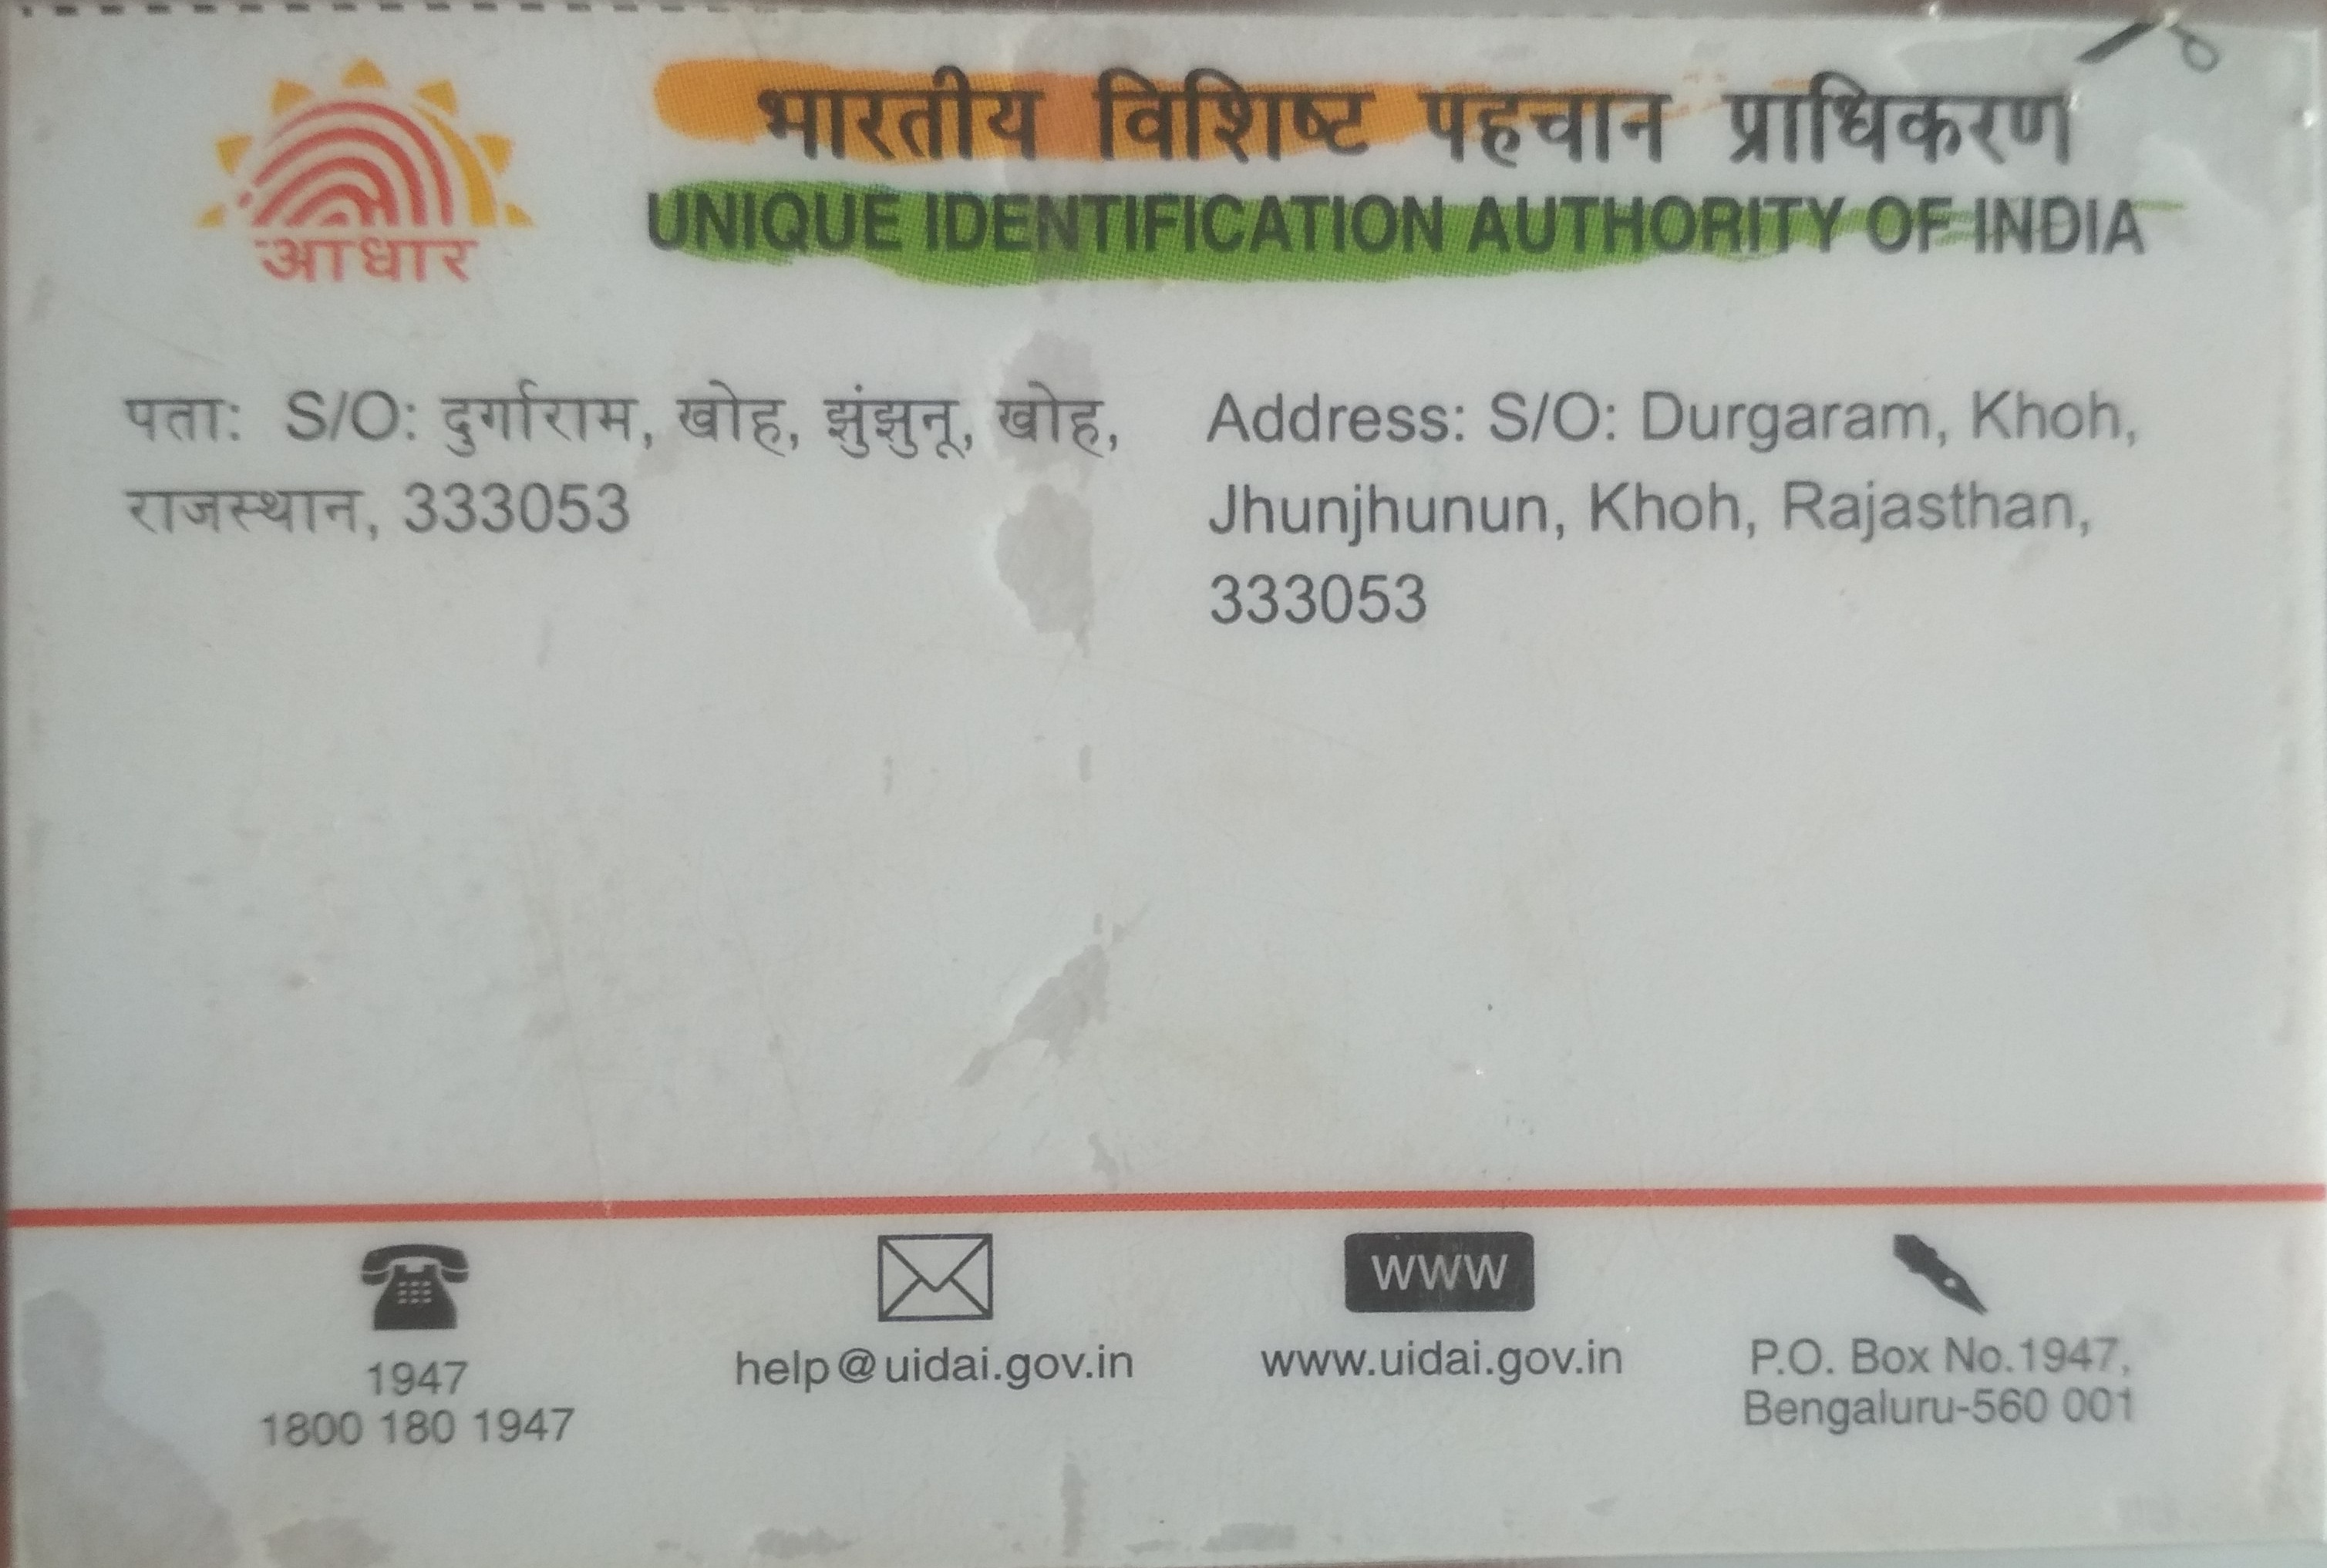 आधार
भारतीय विशिष्ट पहचान प्राधिकरण
UNIQUE IDENTIFICATION AUTHORITY OF INDIA
पता: S/O: दुर्गाराम, खोह, झुंझुनू, खोह,
राजस्थान, 333053
Address: S/O: Durgaram, Khoh,
Jhunjhunun, Khoh, Rajasthan,
333053
1947
1800 180 1947
help@uidai.gov.in
www
www.uidai.gov.in
P.O. Box No.1947,
Bengaluru-560 001